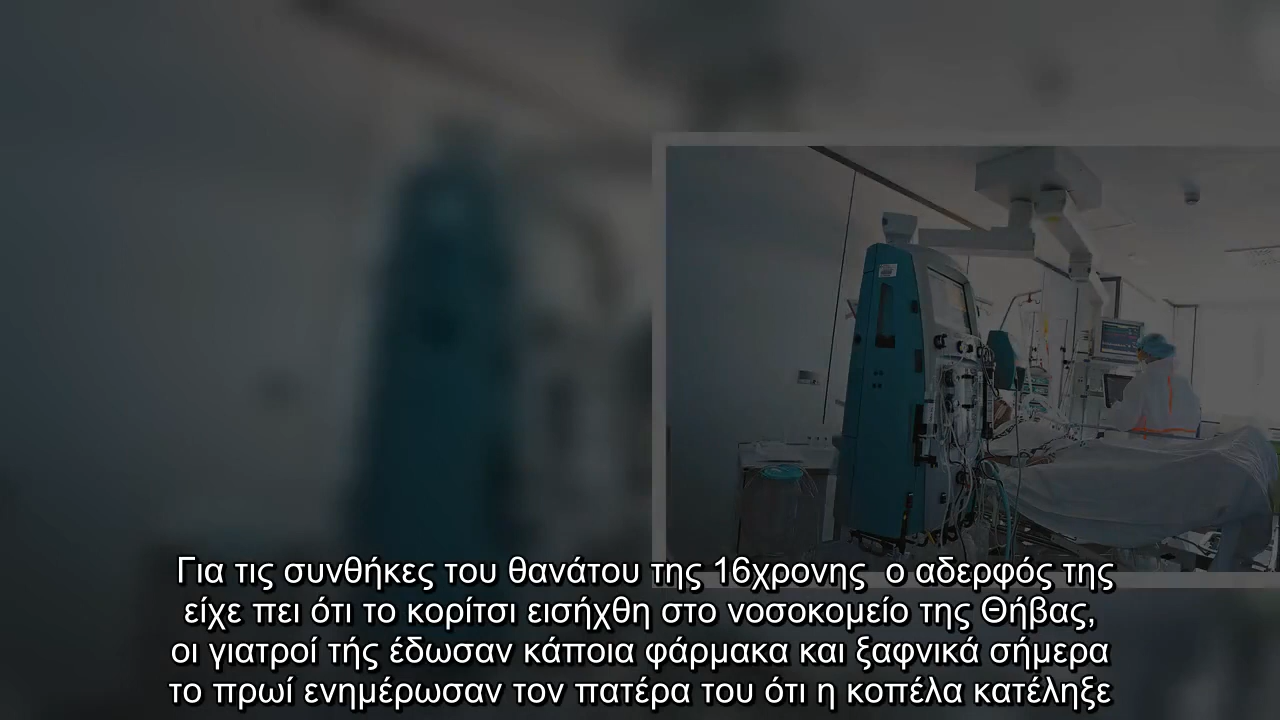 Για τις συνθήκες του θανάτου της 16χρονης  ο αδερφός της
είχε πει ότι το κορίτσι εισήχθη στο νοσοκομείο της Θήβας,
οι γιατροί τής έδωσαν κάποια φάρμακα και ξαφνικά σήμερα
το πρωί ενημέρωσαν τον πατέρα του ότι η κοπέλα κατέληξε